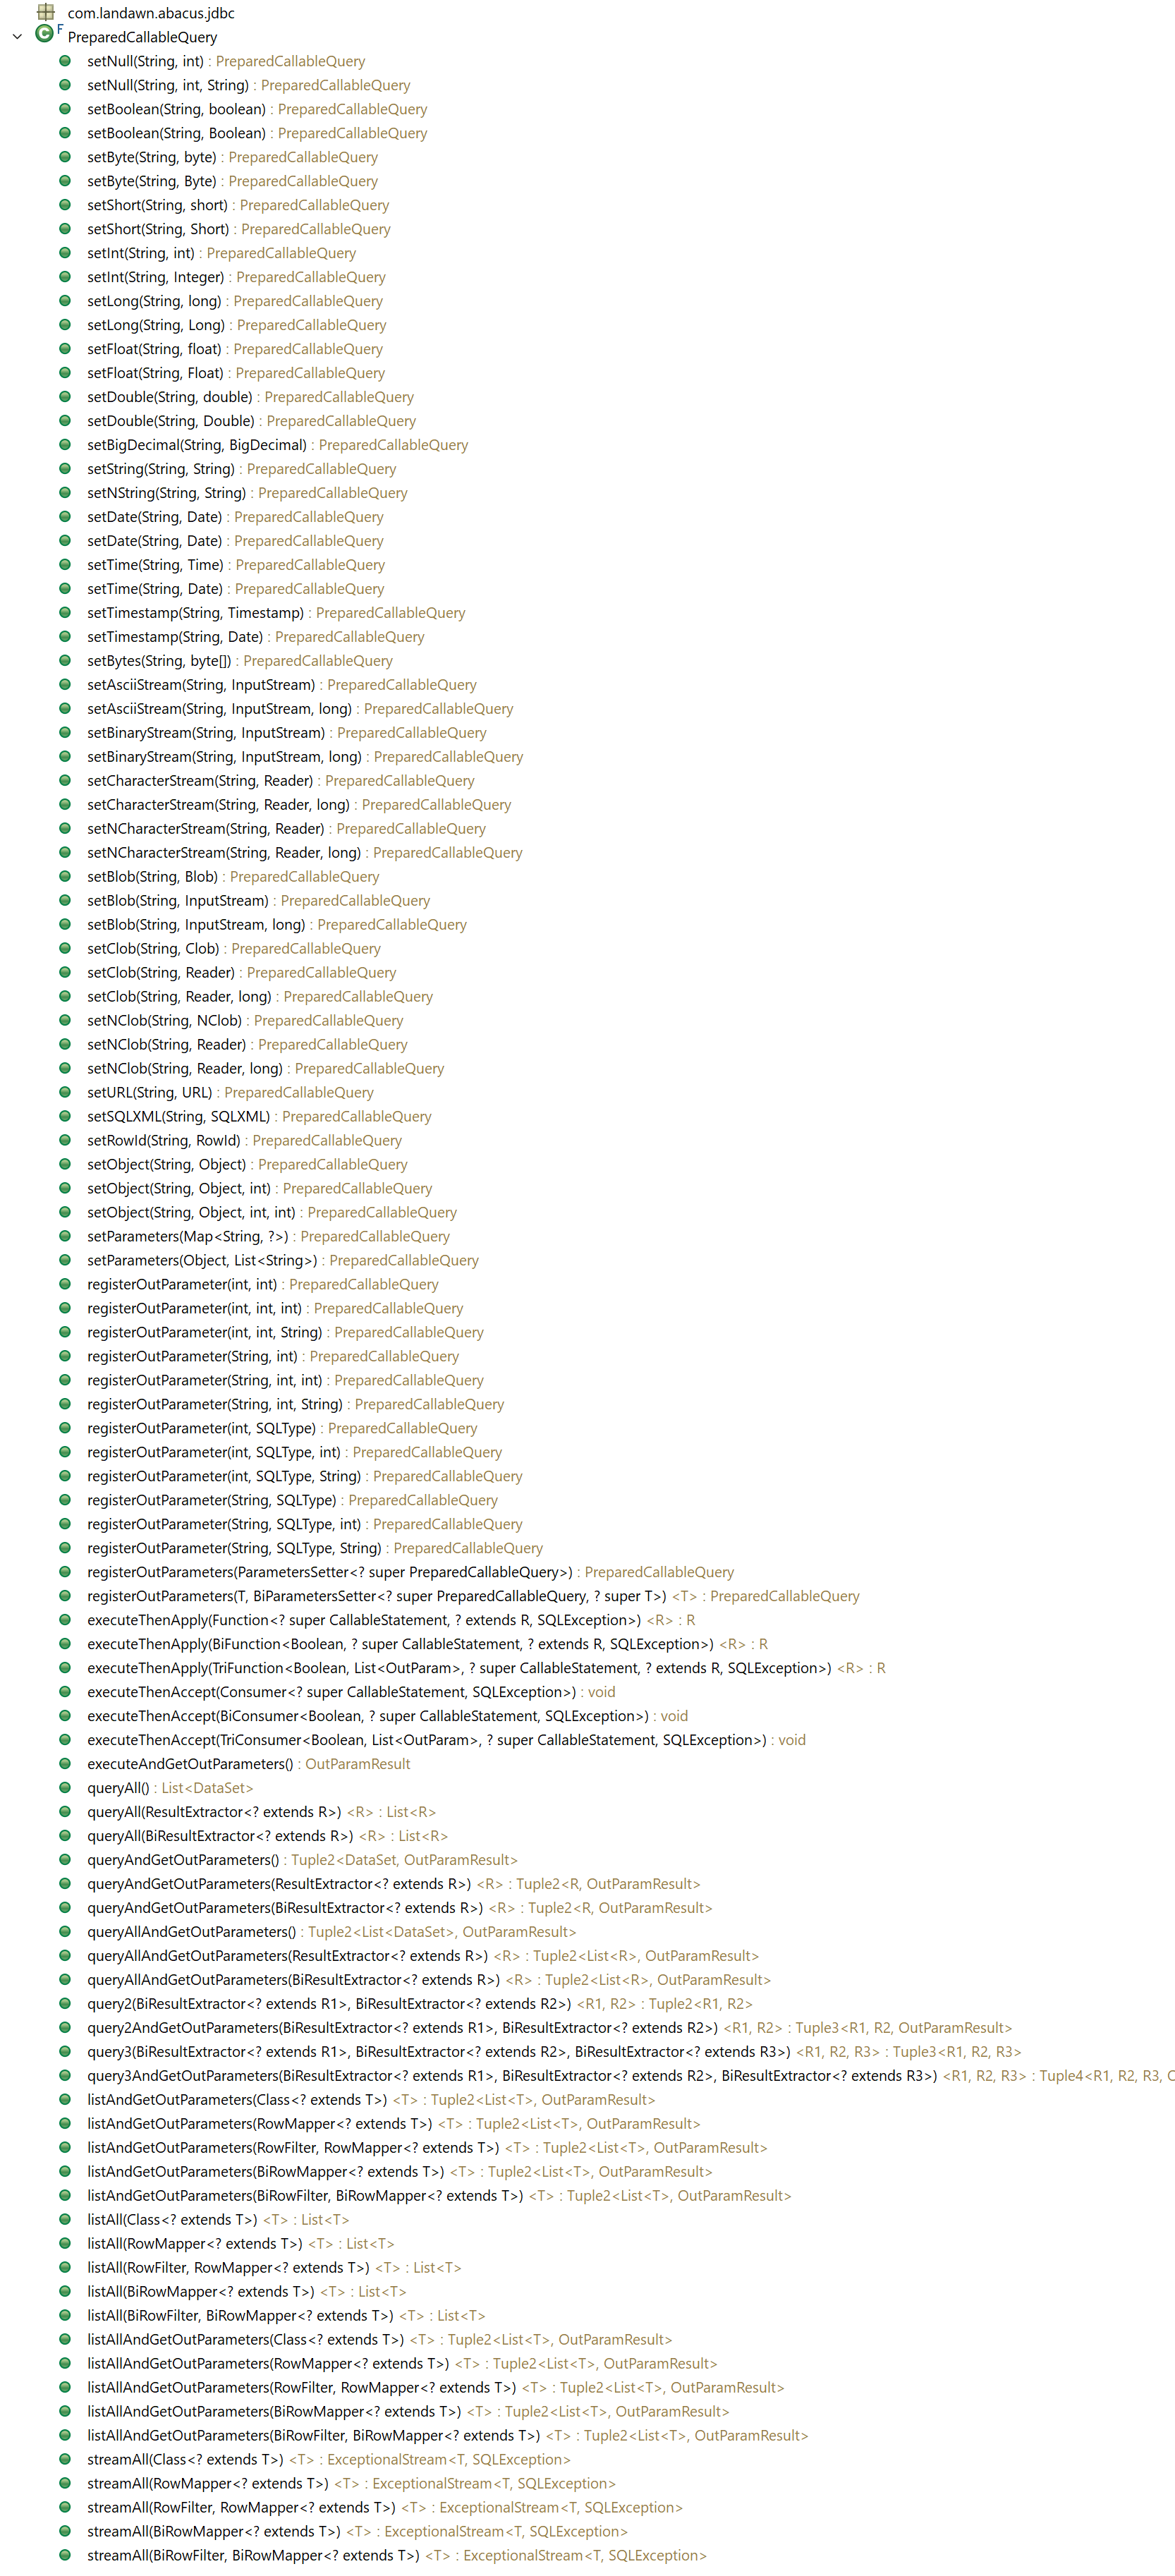 com.landawn.abacus.jdbc
PreparedCallableQuery
setNull(String, int) : PreparedCallableQuery
setNull(String, int, String) : PreparedCallableQuery
setBoolean(String, boolean) : PreparedCallableQuery
setBoolean(String, Boolean) : PreparedCallableQuery
setByte(String, byte) : PreparedCallableQuery
setByte(String, Byte) : PreparedCallableQuery
setShort(String, short) : PreparedCallableQuery
setShort(String, Short) : PreparedCallableQuery
setInt(String, int) : PreparedCallableQuery
setInt(String, Integer) : PreparedCallableQuery
setLong(String, long) : PreparedCallableQuery
setLong(String, Long) : PreparedCallableQuery
setFloat(String, float) : PreparedCallableQuery
setFloat(String, Float) : PreparedCallableQuery
setDouble(String, double) : PreparedCallableQuery
setDouble(String, Double) : PreparedCallableQuery
setBigDecimal(String, BigDecimal) : PreparedCallableQuery
setString(String, String) : PreparedCallableQuery
setNString(String, String) : PreparedCallableQuery
setDate(String, Date) : PreparedCallableQuery
setDate(String, Date) : PreparedCallableQuery
setTime(String, Time) : PreparedCallableQuery
setTime(String, Date) : PreparedCallableQuery
setTimestamp(String, Timestamp) : PreparedCallableQuery
setTimestamp(String, Date) : PreparedCallableQuery
setBytes(String, byte[]) : PreparedCallableQuery
setAsciiStream(String, InputStream) : PreparedCallableQuery
setAsciiStream(String, InputStream, long) : PreparedCallableQuery
setBinaryStream(String, InputStream) : PreparedCallableQuery
setBinaryStream(String, InputStream, long) : PreparedCallableQuery
setCharacterStream(String, Reader) : PreparedCallableQuery
setCharacterStream(String, Reader, long) : PreparedCallableQuery
setNCharacterStream(String, Reader) : PreparedCallableQuery
setNCharacterStream(String, Reader, long) : PreparedCallableQuery
setBlob(String, Blob) : PreparedCallableQuery
setBlob(String, InputStream) : PreparedCallableQuery
setBlob(String, InputStream, long) : PreparedCallableQuery
setClob(String, Clob) : PreparedCallableQuery
setClob(String, Reader) : PreparedCallableQuery
setClob(String, Reader, long) : PreparedCallableQuery
setNClob(String, NClob) : PreparedCallableQuery
setNClob(String, Reader) : PreparedCallableQuery
setNClob(String, Reader, long) : PreparedCallableQuery
setURL(String, URL) : PreparedCallableQuery
setSQLXML(String, SQLXML) : PreparedCallableQuery
setRowId(String, RowId) : PreparedCallableQuery
setObject(String, Object) : PreparedCallableQuery
setObject(String, Object, int) : PreparedCallableQuery
setObject(String, Object, int, int) : PreparedCallableQuery
setParameters(Map<String, ?>) : PreparedCallableQuery
setParameters(Object, List<String>) : PreparedCallableQuery
registerOutParameter(int, int) : PreparedCallableQuery
registerOutParameter(int, int, int) : PreparedCallableQuery
registerOutParameter(int, int, String) : PreparedCallableQuery
registerOutParameter(String, int) : PreparedCallableQuery
registerOutParameter(String, int, int) : PreparedCallableQuery
registerOutParameter(String, int, String) : PreparedCallableQuery
registerOutParameter(int, SQLType) : PreparedCallableQuery
registerOutParameter(int, SQLType, int) : PreparedCallableQuery
registerOutParameter(int, SQLType, String) : PreparedCallableQuery
registerOutParameter(String, SQLType) : PreparedCallableQuery
registerOutParameter(String, SQLType, int) : PreparedCallableQuery
registerOutParameter(String, SQLType, String) : PreparedCallableQuery
registerOutParameters(ParametersSetter<? super PreparedCallableQuery>) : PreparedCallableQuery
registerOutParameters(T, BiParametersSetter<? super PreparedCallableQuery, ? super T>) <T> : PreparedCallableQuery
executeThenApply(Function<? super CallableStatement, ? extends R, SQLException>) <R> : R
executeThenApply(BiFunction<Boolean, ? super CallableStatement, ? extends R, SQLException>) <R> : R
executeThenApply(TriFunction<Boolean, List<OutParam>, ? super CallableStatement, ? extends R, SQLException>) <R> : R
executeThenAccept(Consumer<? super CallableStatement, SQLException>) : void
executeThenAccept(BiConsumer<Boolean, ? super CallableStatement, SQLException>) : void
executeThenAccept(TriConsumer<Boolean, List<OutParam>, ? super CallableStatement, SQLException>) : void
executeAndGetOutParameters() : OutParamResult
queryAll() : List<DataSet>
queryAll(ResultExtractor<? extends R>) <R> : List<R>
queryAll(BiResultExtractor<? extends R>) <R> : List<R>
queryAndGetOutParameters() : Tuple2<DataSet, OutParamResult>
queryAndGetOutParameters(ResultExtractor<? extends R>) <R> : Tuple2<R, OutParamResult>
queryAndGetOutParameters(BiResultExtractor<? extends R>) <R> : Tuple2<R, OutParamResult>
queryAllAndGetOutParameters() : Tuple2<List<DataSet>, OutParamResult>
queryAllAndGetOutParameters(ResultExtractor<? extends R>) <R> : Tuple2<List<R>, OutParamResult>
queryAllAndGetOutParameters(BiResultExtractor<? extends R>) <R> : Tuple2<List<R>, OutParamResult>
query2(BiResultExtractor<? extends R1>, BiResultExtractor<? extends R2>) <R1, R2> : Tuple2<R1, R2>
query2AndGetOutParameters(BiResultExtractor<? extends R1>, BiResultExtractor<? extends R2>) <R1, R2> : Tuple3<R1, R2, OutParamResult>
query3(BiResultExtractor<? extends R1>, BiResultExtractor<? extends R2>, BiResultExtractor<? extends R3>) <R1, R2, R3> : Tuple3<R1, R2, R3>
query3AndGetOutParameters(BiResultExtractor<? extends R1>, BiResultExtractor<? extends R2>, BiResultExtractor<? extends R3>) <R1, R2, R3> : Tuple4<R1, R2, R3,
listAndGetOutParameters(Class<? extends T>) <T> : Tuple2<List<T>, OutParamResult>
listAndGetOutParameters(RowMapper<? extends T>) <T> : Tuple2<List<T>, OutParamResult>
listAndGetOutParameters(RowFilter, RowMapper<? extends T>) <T> : Tuple2<List<T>, OutParamResult>
listAndGetOutParameters(BiRowMapper<? extends T>) <T> : Tuple2<List<T>, OutParamResult>
listAndGetOutParameters(BiRowFilter, BiRowMapper<? extends T>) <T> : Tuple2<List<T>, OutParamResult>
listAll(Class<? extends T>) <T> : List<T>
listAll(RowMapper<? extends T>) <T> : List<T>
listAll(RowFilter, RowMapper<? extends T>) <T> : List<T>
listAll(BiRowMapper<? extends T>) <T> : List<T>
listAll(BiRowFilter, BiRowMapper<? extends T>) <T> : List<T>
listAllAndGetOutParameters(Class<? extends T>) <T> : Tuple2<List<T>, OutParamResult>
listAllAndGetOutParameters(RowMapper<? extends T>) <T> : Tuple2<List<T>, OutParamResult>
listAllAndGetOutParameters(RowFilter, RowMapper<? extends T>) <T> : Tuple2<List<T>, OutParamResult>
listAllAndGetOutParameters(BiRowMapper<? extends T>) <T> : Tuple2<List<T>, OutParamResult>
listAllAndGetOutParameters(BiRowFilter, BiRowMapper<? extends T>) <T> : Tuple2<List<T>, OutParamResult>
streamAll(Class<? extends T>) <T> : ExceptionalStream<T, SQLException>
streamAll(RowMapper<? extends T>) <T> : ExceptionalStream<T, SQLException>
streamAll(RowFilter, RowMapper<? extends T>) <T> : ExceptionalStream<T, SQLException>
streamAll(BiRowMapper<? extends T>) <T> : ExceptionalStream<T, SQLException>
streamAll(BiRowFilter, BiRowMapper<? extends T>) <T> : ExceptionalStream<T, SQLException>